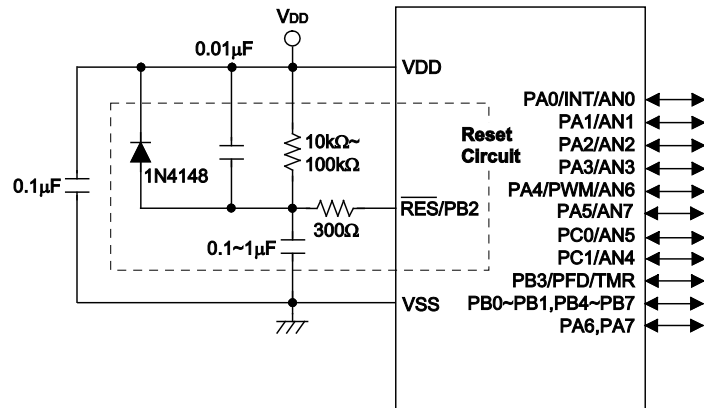 VDD
0.01μF
VDD
PA0/INT/AN0
PA1/AN1
Reset
Circuit
10kΩ~
100kΩ
PA2/AN2
PA3/AN3
1N4148
0.1μF
PA4/PWM/AN6
RES/PB2
PA5/AN7
300Ω
PC0/AN5
0.1~1μF
PC1/AN4
PB3/PFD/TMR
VSS
PB0~PB1,PB4~PB7
PA6,PA7